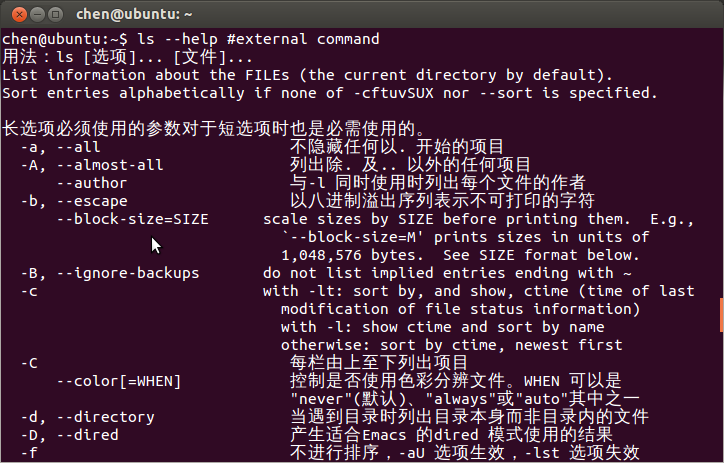 chen@ubuntu: ~
chen@ubuntu:~$ ls --help #external command
用法：ls [选项]... [文件]...
List information about the FILEs (the current directory by default).
Sort entries alphabetically if none of -cftuvSUX nor --sort is specified.
长选项必须使用的参数对于短选项时也是必需使用的。
-a, --all 不隐藏任何以. 开始的项目
-A, --almost-all 列出除. 及.. 以外的任何项目
--author 与-l 同时使用时列出每个文件的作者
-b, --escape 以八进制溢出序列表示不可打印的字符
--block-size=SIZE scale sizes by SIZE before printing them.  E.g.,
`--block-size=M' prints sizes in units of
1,048,576 bytes.  See SIZE format below.
-B, --ignore-backups do not list implied entries ending with ~
-c with -lt: sort by, and show, ctime (time of last
modification of file status information)
with -l: show ctime and sort by name
otherwise: sort by ctime, newest first
-C 每栏由上至下列出项目
--color[=WHEN] 控制是否使用色彩分辨文件。WHEN 可以是
"never"(默认)、"always"或"auto"其中之一
-d, --directory 当遇到目录时列出目录本身而非目录内的文件
-D, --dired 产生适合Emacs 的dired 模式使用的结果
-f 不进行排序，-aU 选项生效，-lst 选项失效